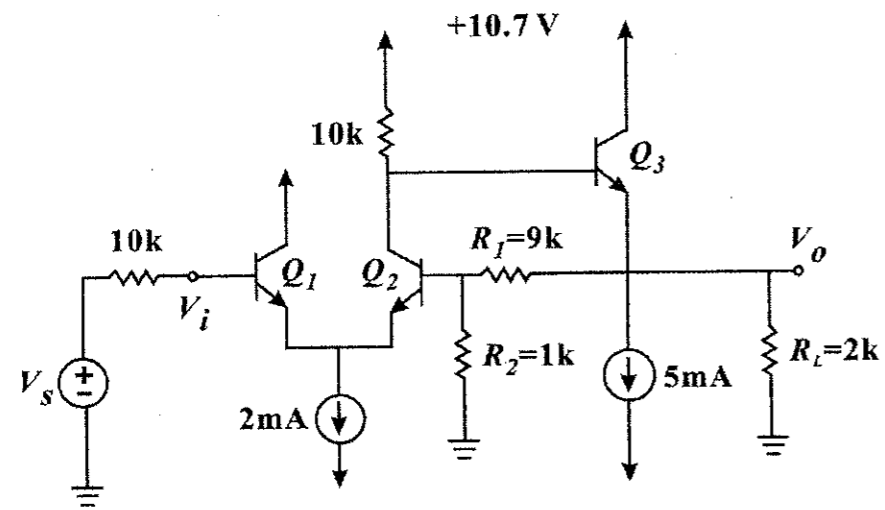 +10.7 V
10k
Q3
10k
R1=9k
Vo
Q1
Q2
Vi
Vs
+
-
R2=1k
5mA
RL=2k
2mA